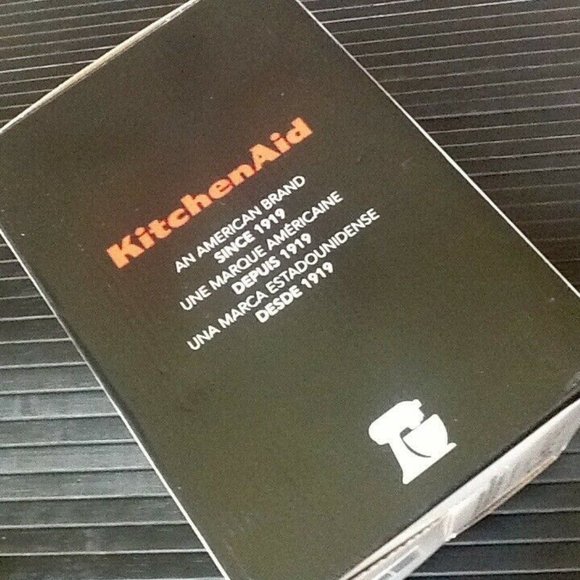 KitchenAid
AN AMERICAN BRAND
SINCE 1919
UNE MARQUE AMÉRICAINE
DEPUIS 1919
UNA MARCA ESTADOUNIDENSE
DESDE 1919